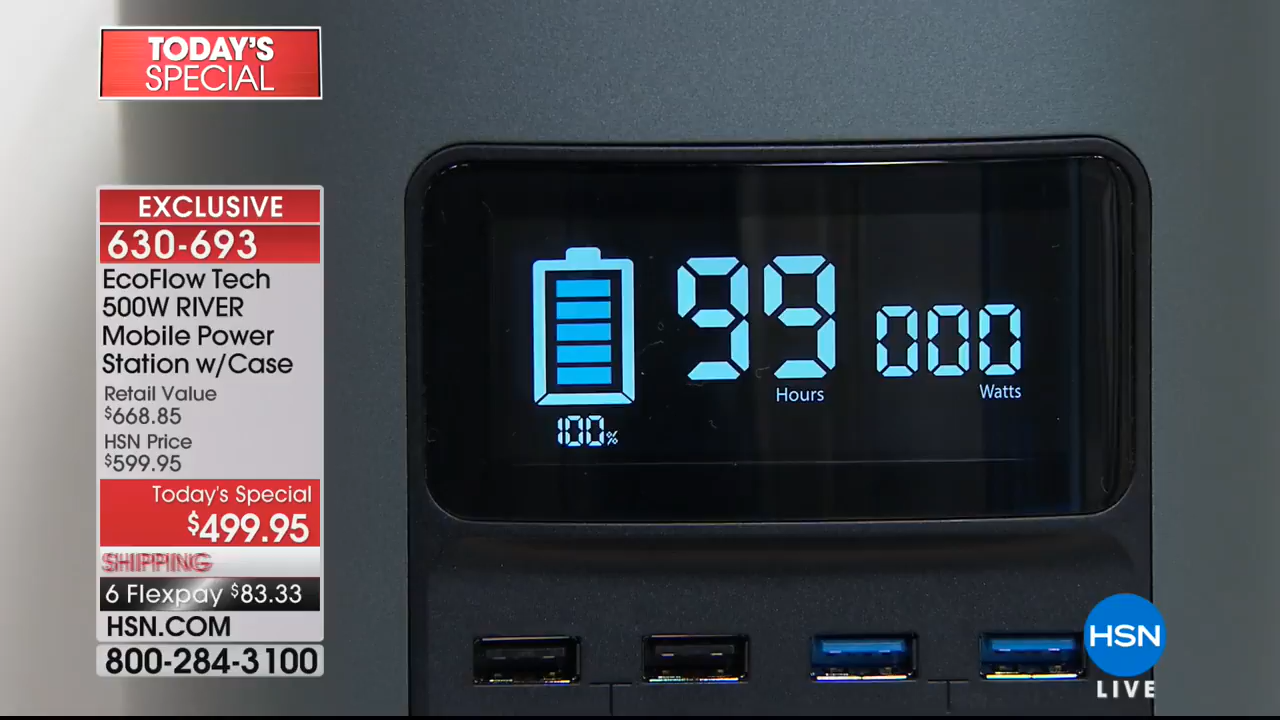 TODAY'S
SPECIAL
EXCLUSIVE
630-693
EcoFlow Tech
500W RIVER
Mobile Power
Station w/Case
Retail Value
$668.85
HSN Price
$599.95
Today's Special
$499.95
SHIPPING
6 Flexpay $83.33
HSN.COM
800-284-3100
99
Hours
000
Watts
100%
HSN
LIVE